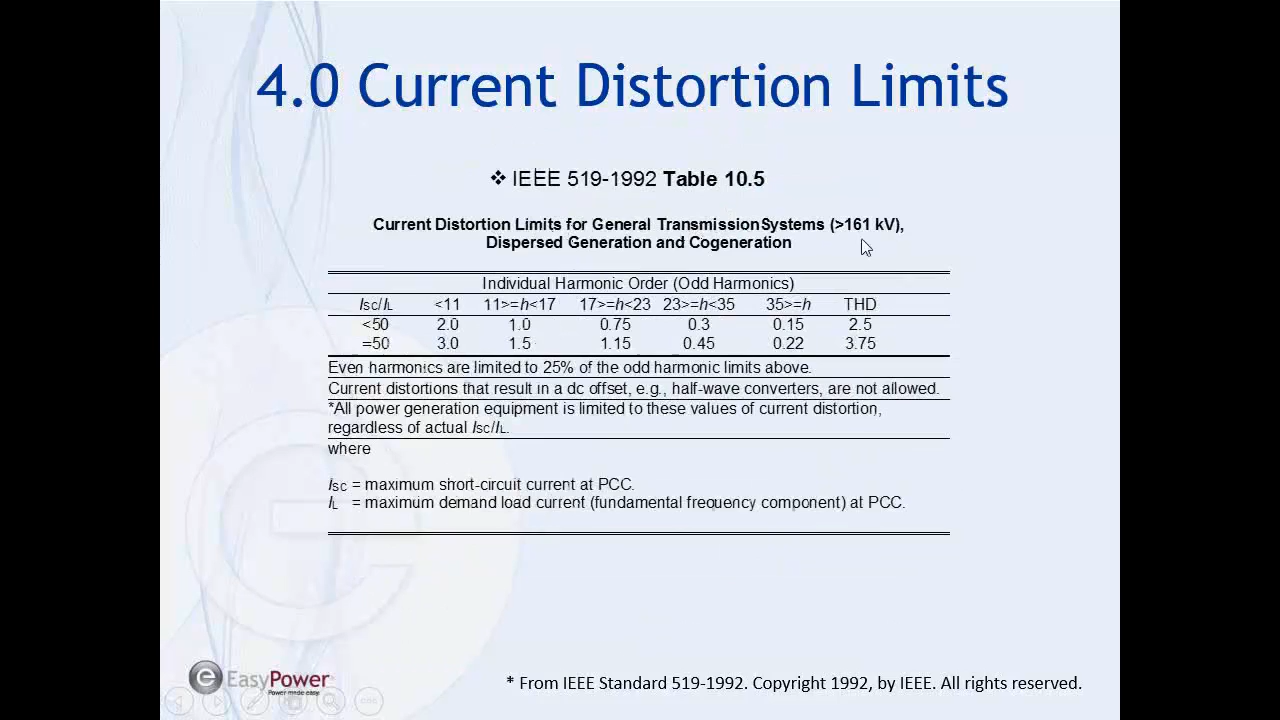 4.0 Current Distortion Limits
❖ IEEE 519-1992 Table 10.5
Current Distortion Limits for General TransmissionSystems (>161 kV),
Dispersed Generation and Cogeneration
Individual Harmonic Order (Odd Harmonics)
ISC/IL <11 11>=h<17 17>=h<23 23>=h<35 35>=h THD
<50 2.0 1.0 0.75 0.3 0.15 2.5
=50 3.0 1.5 1.15 0.45 0.22 3.75
Even harmonics are limited to 25% of the odd harmonic limits above.
Current distortions that result in a dc offset, e.g., half-wave converters, are not allowed.
*All power generation equipment is limited to these values of current distortion,
regardless of actual ISC/IL.
where
ISC = maximum short-circuit current at PCC.
IL = maximum demand load current (fundamental frequency component) at PCC.
e EasyPower
Power made easy
* From IEEE Standard 519-1992. Copyright 1992, by IEEE. All rights reserved.